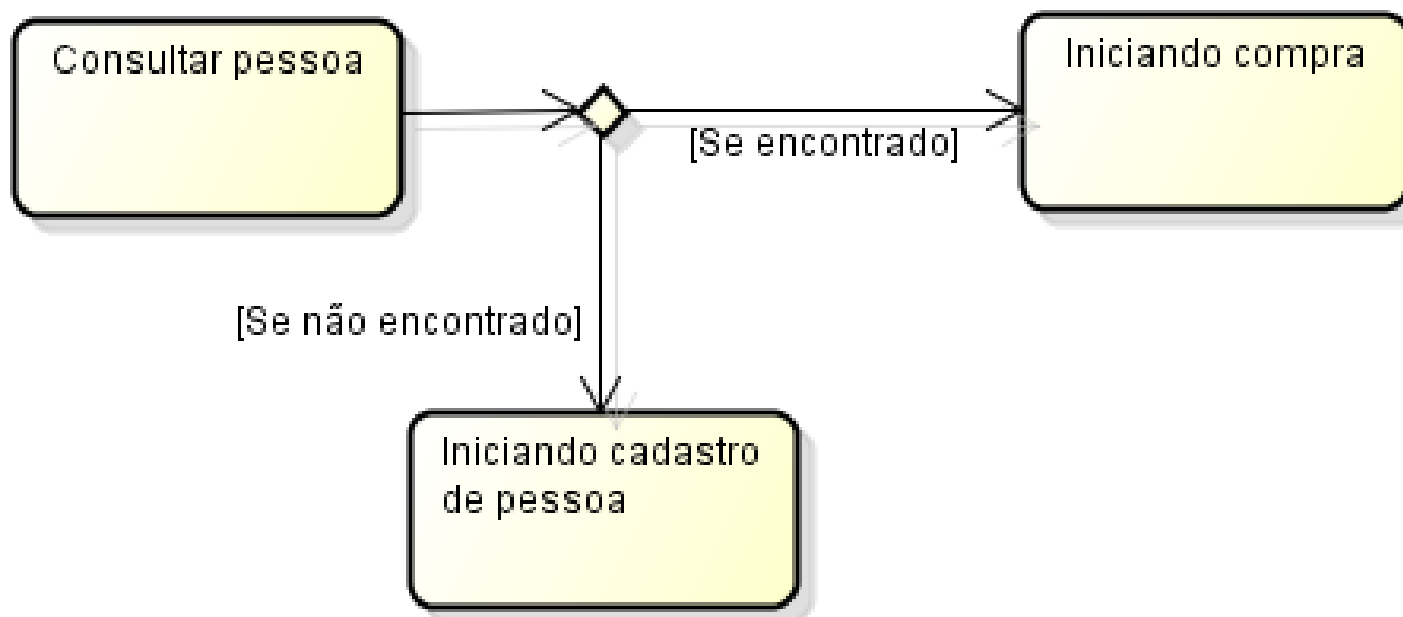 Consultar pessoa
Iniciando compra
[Se encontrado]
[Se não encontrado]
Iniciando cadastro
de pessoa